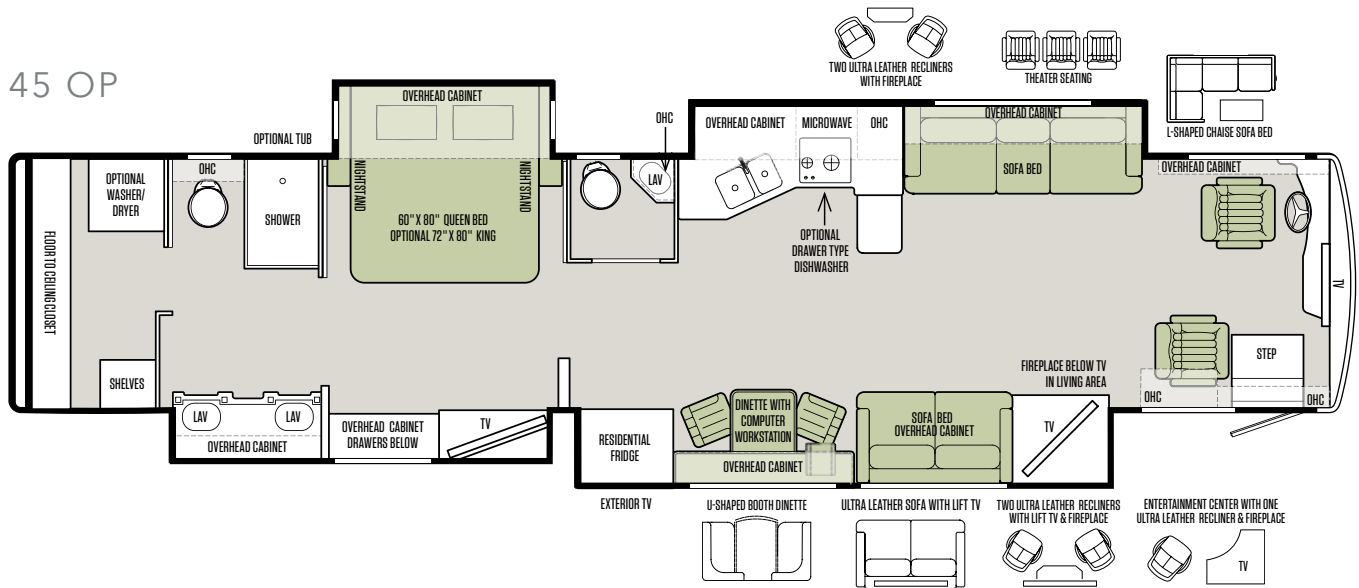 45 OP
TWO ULTRA LEATHER RECLINERS
WITH FIREPLACE
THEATER SEATING
L-SHAPED CHAISE SOFA BED
OPTIONAL TUB
OVERHEAD CABINET
OHC
OVERHEAD CABINET
MICROWAVE
OHC
OVERHEAD CABINET
OVERHEAD CABINET
OPTIONAL
WASHER/
DRYER
OHC
SHOWER
NIGHTSTAND
NIGHTSTAND
60" X 80" QUEEN BED
OPTIONAL 72" X 80" KING
LAV
SOFA BED
OPTIONAL
DRAWER TYPE
DISHWASHER
FLOOR TO CEILING CLOSET
TV
SHELVES
LAV
LAV
OVERHEAD CABINET
OVERHEAD CABINET
DRAWERS BELOW
TV
RESIDENTIAL
FRIDGE
DINETTE WITH
COMPUTER
WORKSTATION
OVERHEAD CABINET
SOFA BED
OVERHEAD CABINET
FIREPLACE BELOW TV
IN LIVING AREA
TV
OHC
STEP
OHC
EXTERIOR TV
U-SHAPED BOOTH DINETTE
ULTRA LEATHER SOFA WITH LIFT TV
TWO ULTRA LEATHER RECLINERS
WITH LIFT TV & FIREPLACE
ENTERTAINMENT CENTER WITH ONE
ULTRA LEATHER RECLINER & FIREPLACE
TV